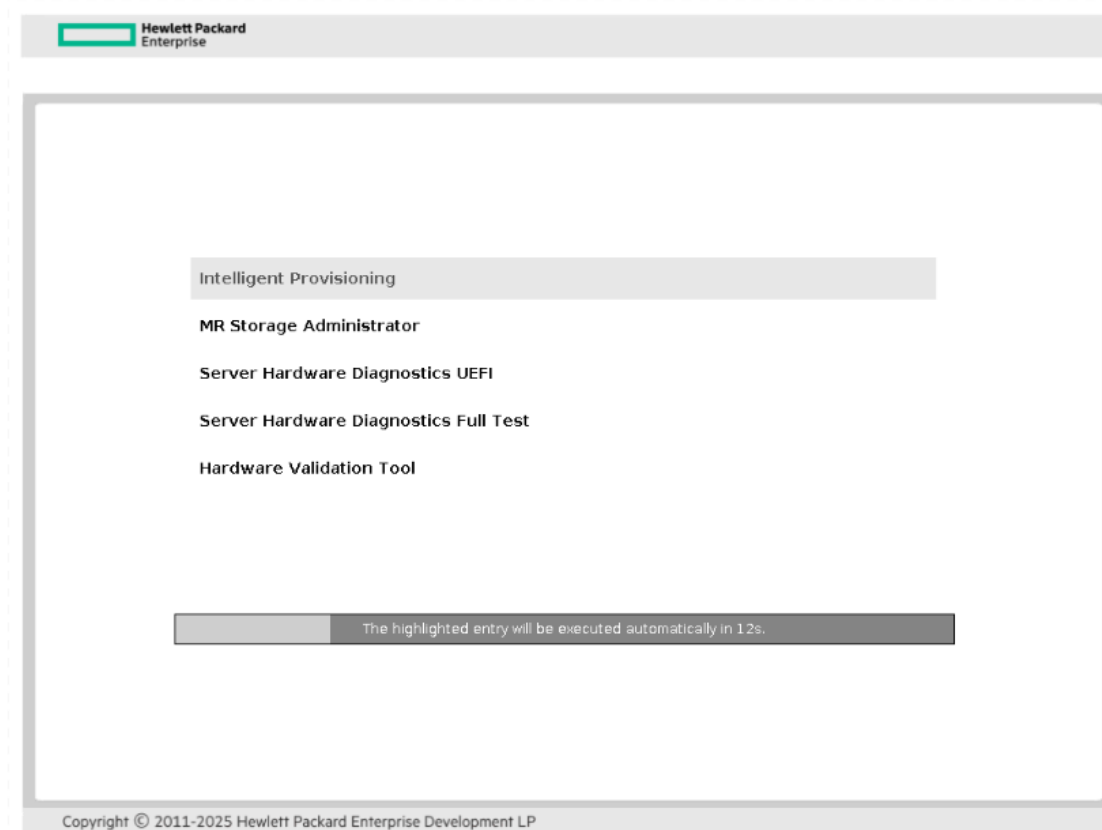 Hewlett Packard
Enterprise
Intelligent Provisioning
MR Storage Administrator
Server Hardware Diagnostics UEFI
Server Hardware Diagnostics Full Test
Hardware Validation Tool
The highlighted entry will be executed automatically in 12s.
Copyright © 2011-2025 Hewlett Packard Enterprise Development LP